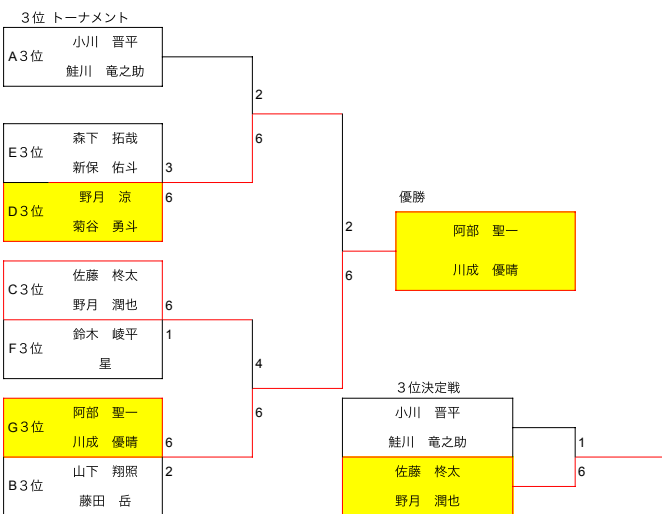 ３位 トーナメント
小川　晋平
A３位
鮭川　竜之助
2
6
森下　拓哉
E３位
新保　佑斗
3
野月　涼
6
D３位
菊谷　勇斗
2
6
優勝
阿部　聖一
川成　優晴
佐藤　柊太
C３位
野月　潤也
6
鈴木　崚平
1
F３位
星
4
6
阿部　聖一
G３位
川成　優晴
6
山下　翔照
2
B３位
藤田　岳
３位決定戦
小川　晋平
鮭川　竜之助
1
佐藤　柊太
6
野月　潤也